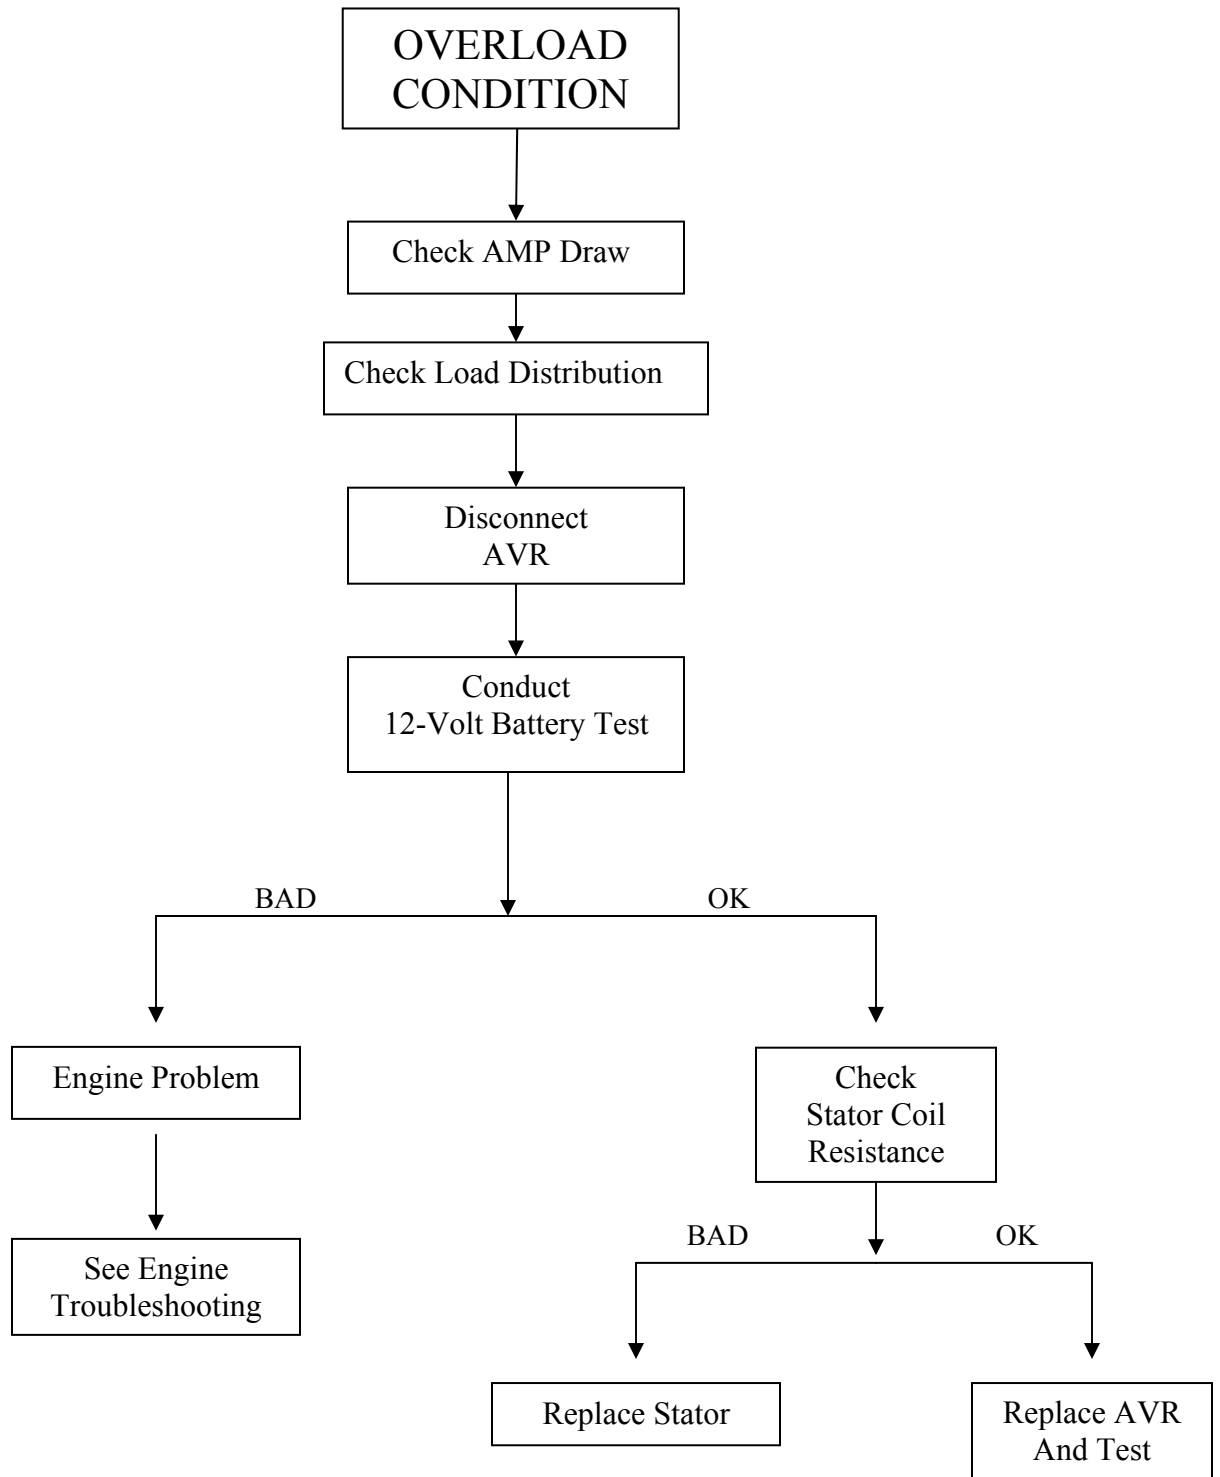 OVERLOAD
CONDITION
Check AMP Draw
Check Load Distribution
Disconnect
AVR
Conduct
12-Volt Battery Test
BAD
OK
Engine Problem
Check
Stator Coil
Resistance
See Engine
Troubleshooting
BAD
OK
Replace Stator
Replace AVR
And Test